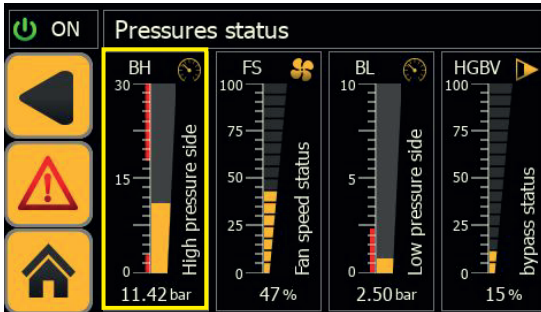 ON
Pressures status
BH
30
15
0
High pressure side
11.42 bar
FS
100
75
50
25
0
Fan speed status
47 %
BL
10
5
0
Low pressure side
2.50 bar
HGBV
100
75
50
25
0
bypass status
15 %